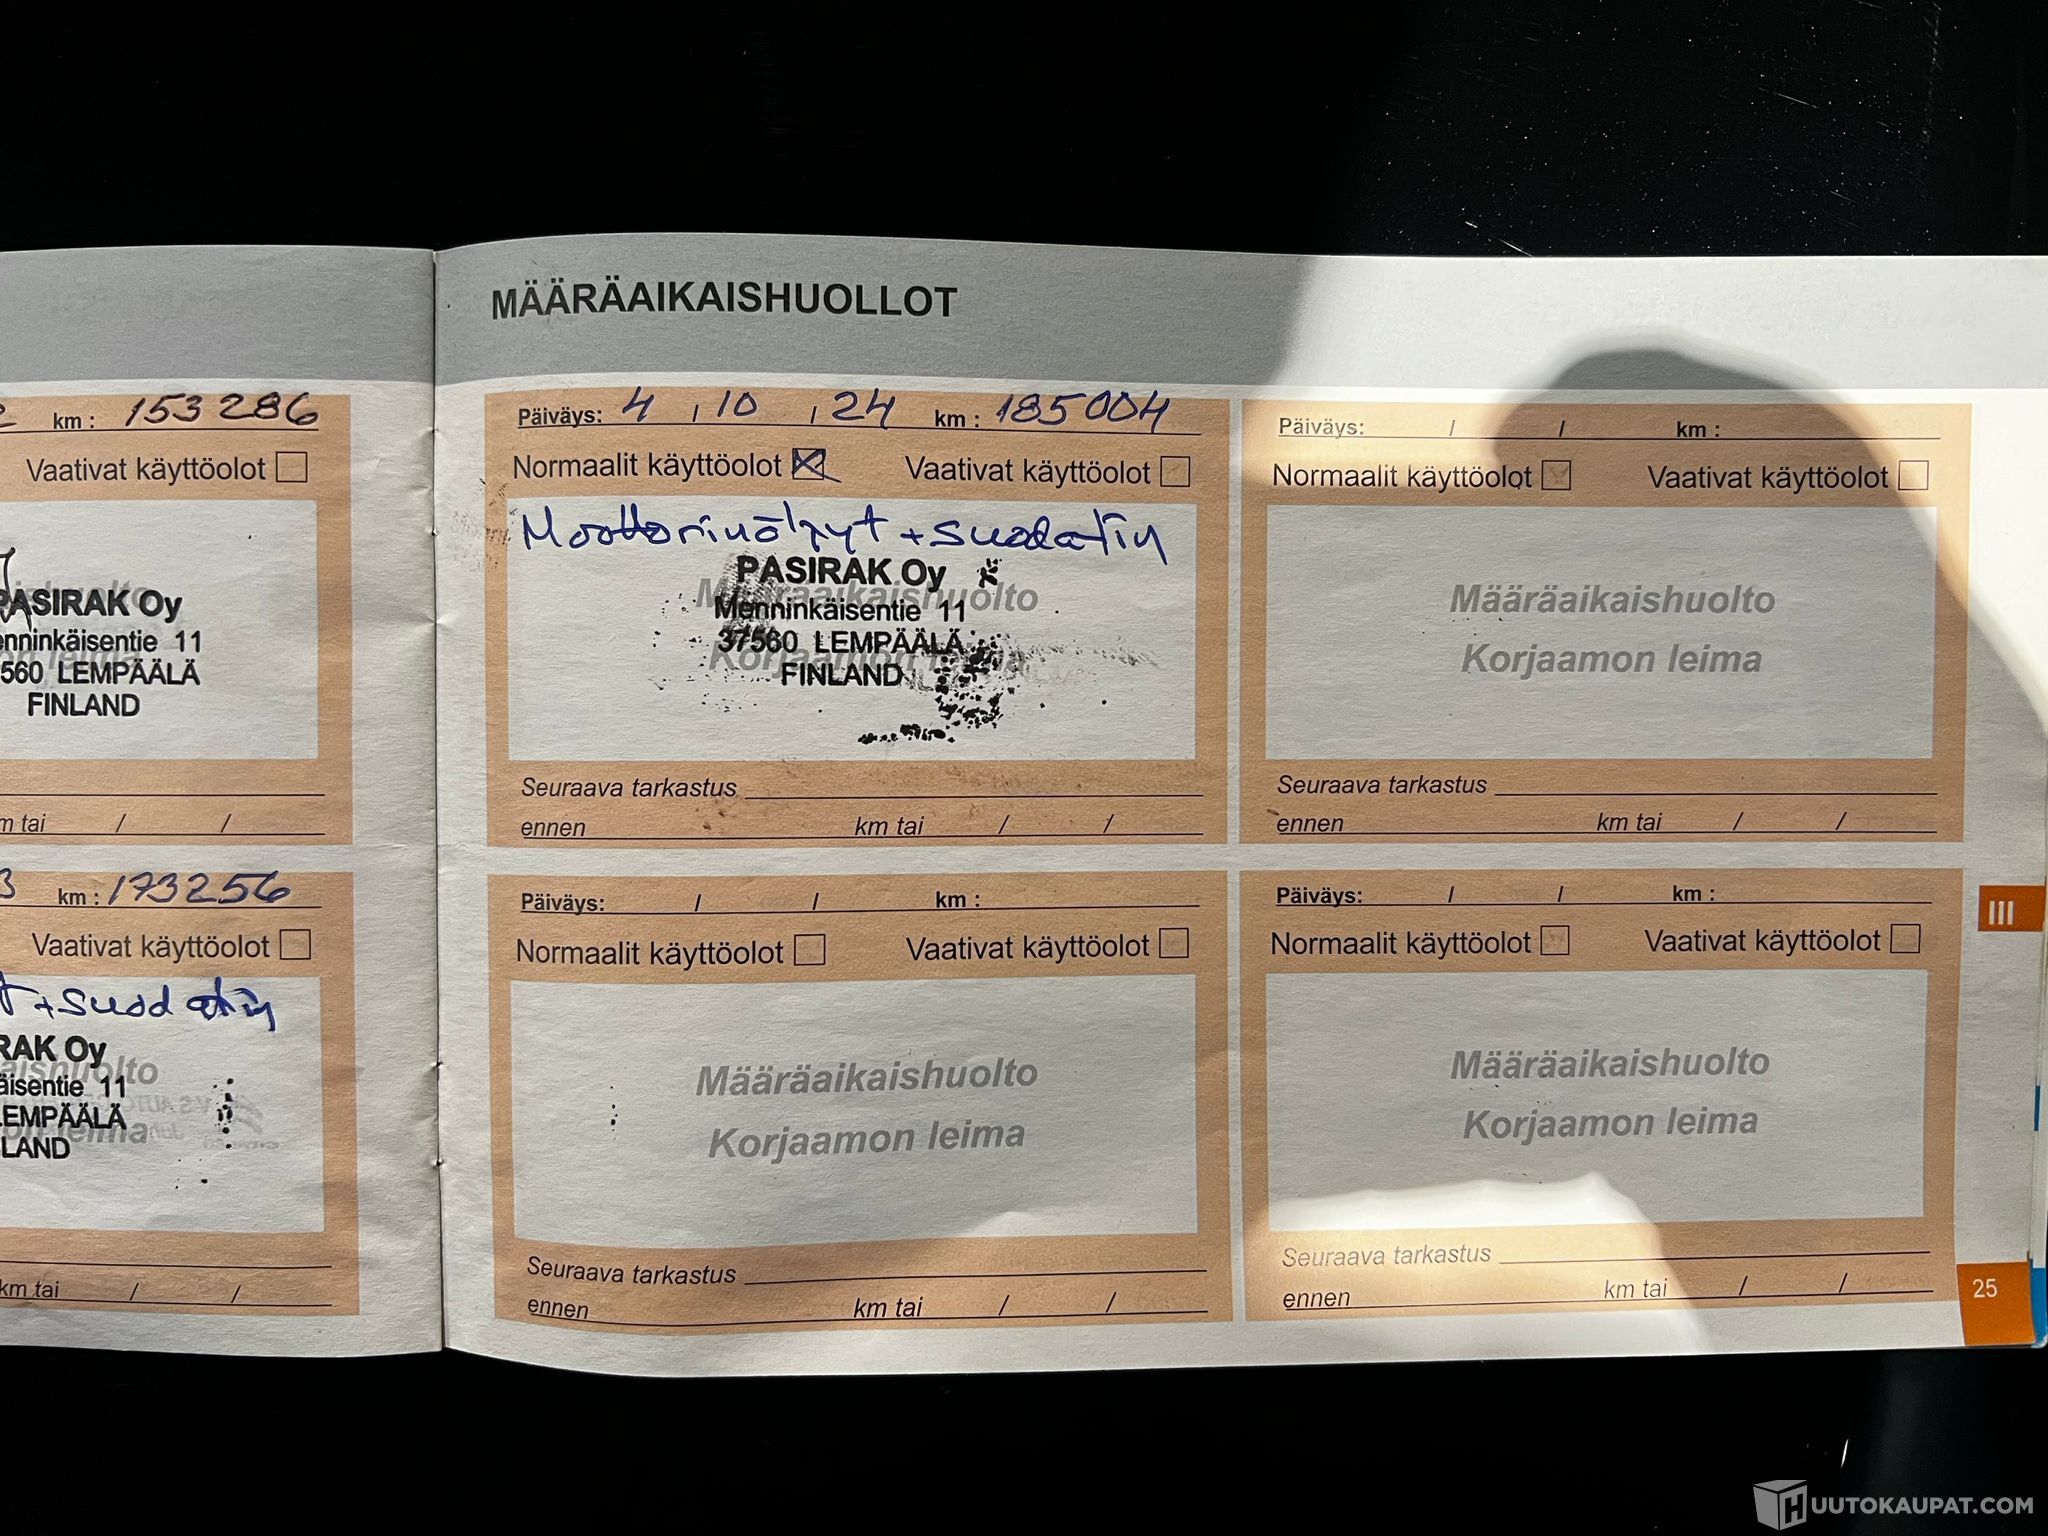 MÄÄRÄAIKAISHUOLLOT
km : 153286
Vaativat käyttöolot
PASIRAK Oy
enninkäisentie 11
560 LEMPÄÄLÄ
FINLAND
m tai / /
3 km : 173256
Vaativat käyttöolot
t + suodatin
RAK Oy
äisentie 11
LEMPÄÄLÄ
LAND
km tai / /
Päiväys: 4 / 10 / 24 km : 185004
Normaalit käyttöolot Vaativat käyttöolot
Moottorinöljyt + suodatin
PASIRAK Oy
Määräaikaishuolto
Menninkäisentie 11
37560 LEMPÄÄLÄ
Korjaamon leima
FINLAND
Seuraava tarkastus
ennen km tai / /
Päiväys: / / km :
Normaalit käyttöolot Vaativat käyttöolot
Määräaikaishuolto
Korjaamon leima
Seuraava tarkastus
ennen km tai / /
Päiväys: / / km :
Normaalit käyttöolot Vaativat käyttöolot
Määräaikaishuolto
Korjaamon leima
Seuraava tarkastus
ennen km tai / /
Päiväys: / / km :
Normaalit käyttöolot Vaativat käyttöolot
Määräaikaishuolto
Korjaamon leima
Seuraava tarkastus
ennen km tai / /
III
25
HUUTOKAUPAT.COM